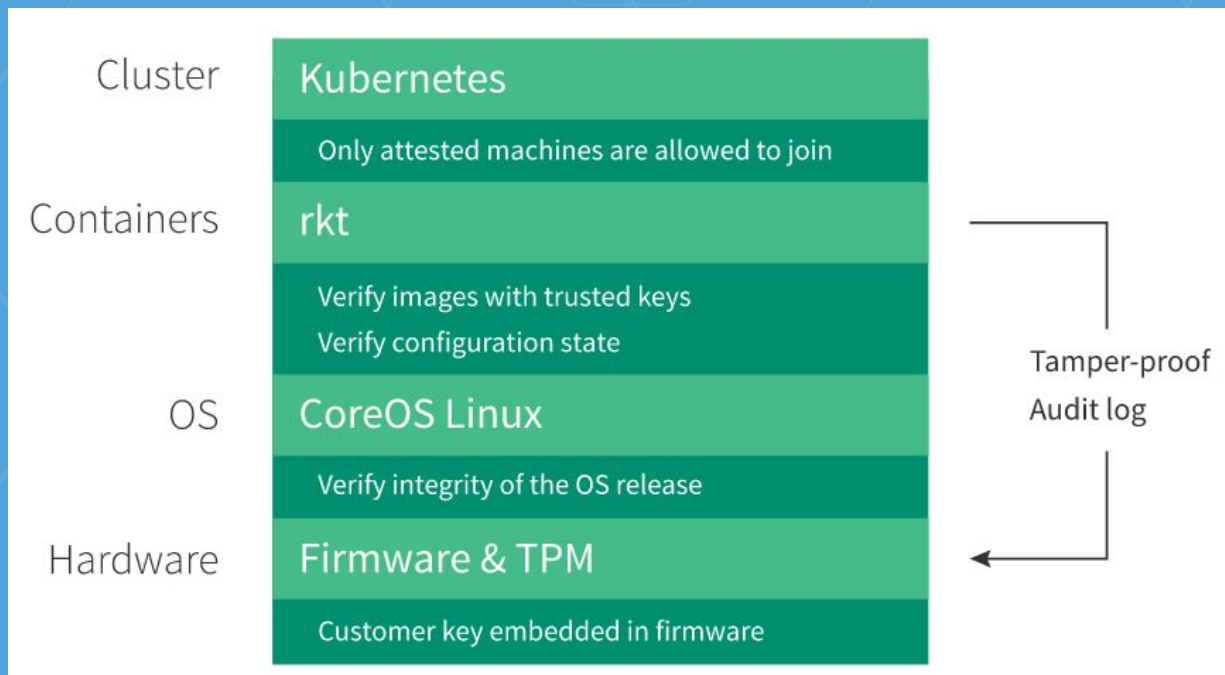 Cluster
Kubernetes
Only attested machines are allowed to join
Containers
rkt
Verify images with trusted keys
Verify configuration state
OS
CoreOS Linux
Verify integrity of the OS release
Hardware
Firmware & TPM
Customer key embedded in firmware
Tamper-proof
Audit log